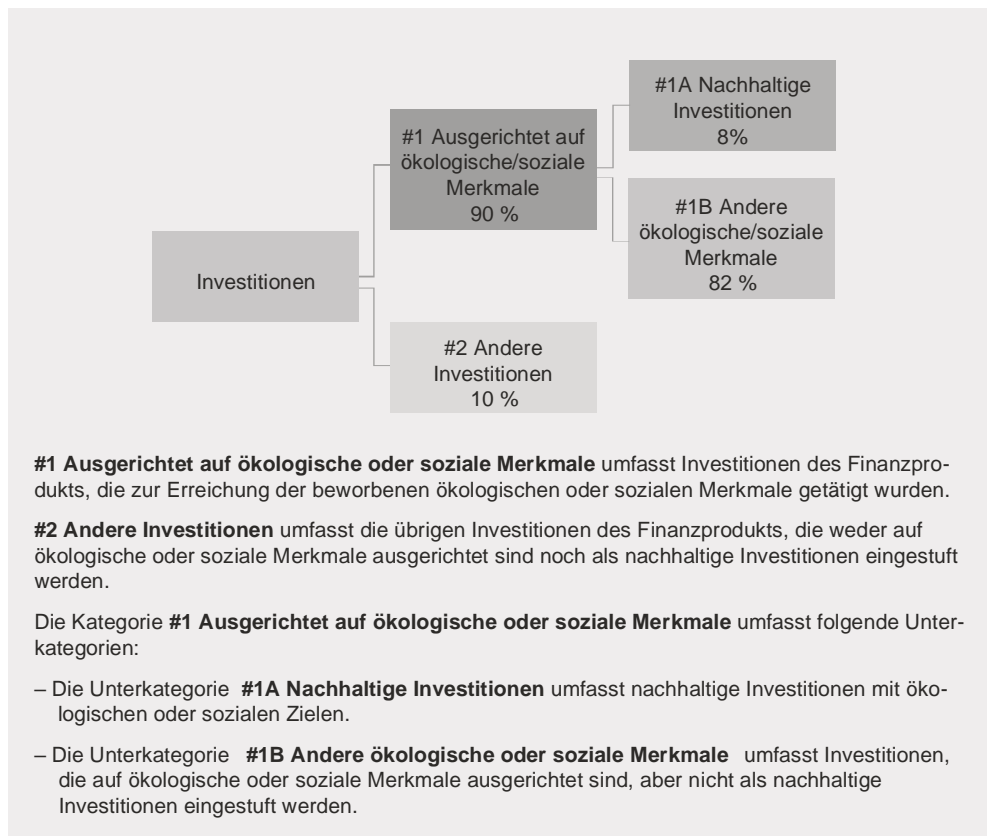 #1A Nachhaltige
Investitionen
8%
#1 Ausgerichtet auf
ökologische/soziale
Merkmale
90 %
#1B Andere
ökologische/soziale
Merkmale
82 %
Investitionen
#2 Andere
Investitionen
10 %
#1 Ausgerichtet auf ökologische oder soziale Merkmale umfasst Investitionen des Finanzpro-
dukts, die zur Erreichung der beworbenen ökologischen oder sozialen Merkmale getätigt wurden.
#2 Andere Investitionen umfasst die übrigen Investitionen des Finanzprodukts, die weder auf
ökologische oder soziale Merkmale ausgerichtet sind noch als nachhaltige Investitionen eingestuft
werden.
Die Kategorie #1 Ausgerichtet auf ökologische oder soziale Merkmale umfasst folgende Unter-
kategorien:
– Die Unterkategorie #1A Nachhaltige Investitionen umfasst nachhaltige Investitionen mit öko-
logischen oder sozialen Zielen.
– Die Unterkategorie #1B Andere ökologische oder soziale Merkmale umfasst Investitionen,
die auf ökologische oder soziale Merkmale ausgerichtet sind, aber nicht als nachhaltige
Investitionen eingestuft werden.